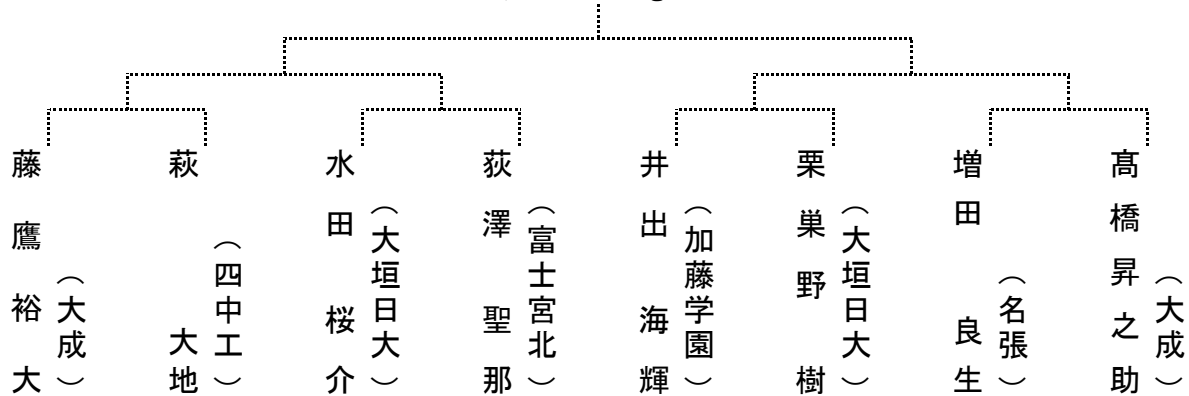 藤鷹裕大
（大成）
萩大地
（四中工）
水田桜介
（大垣日大）
荻澤聖那
（富士宮北）
井出海輝
（加藤学園）
栗巣野樹
（大垣日大）
増田良生
（名張）
髙橋昇之助
（大成）